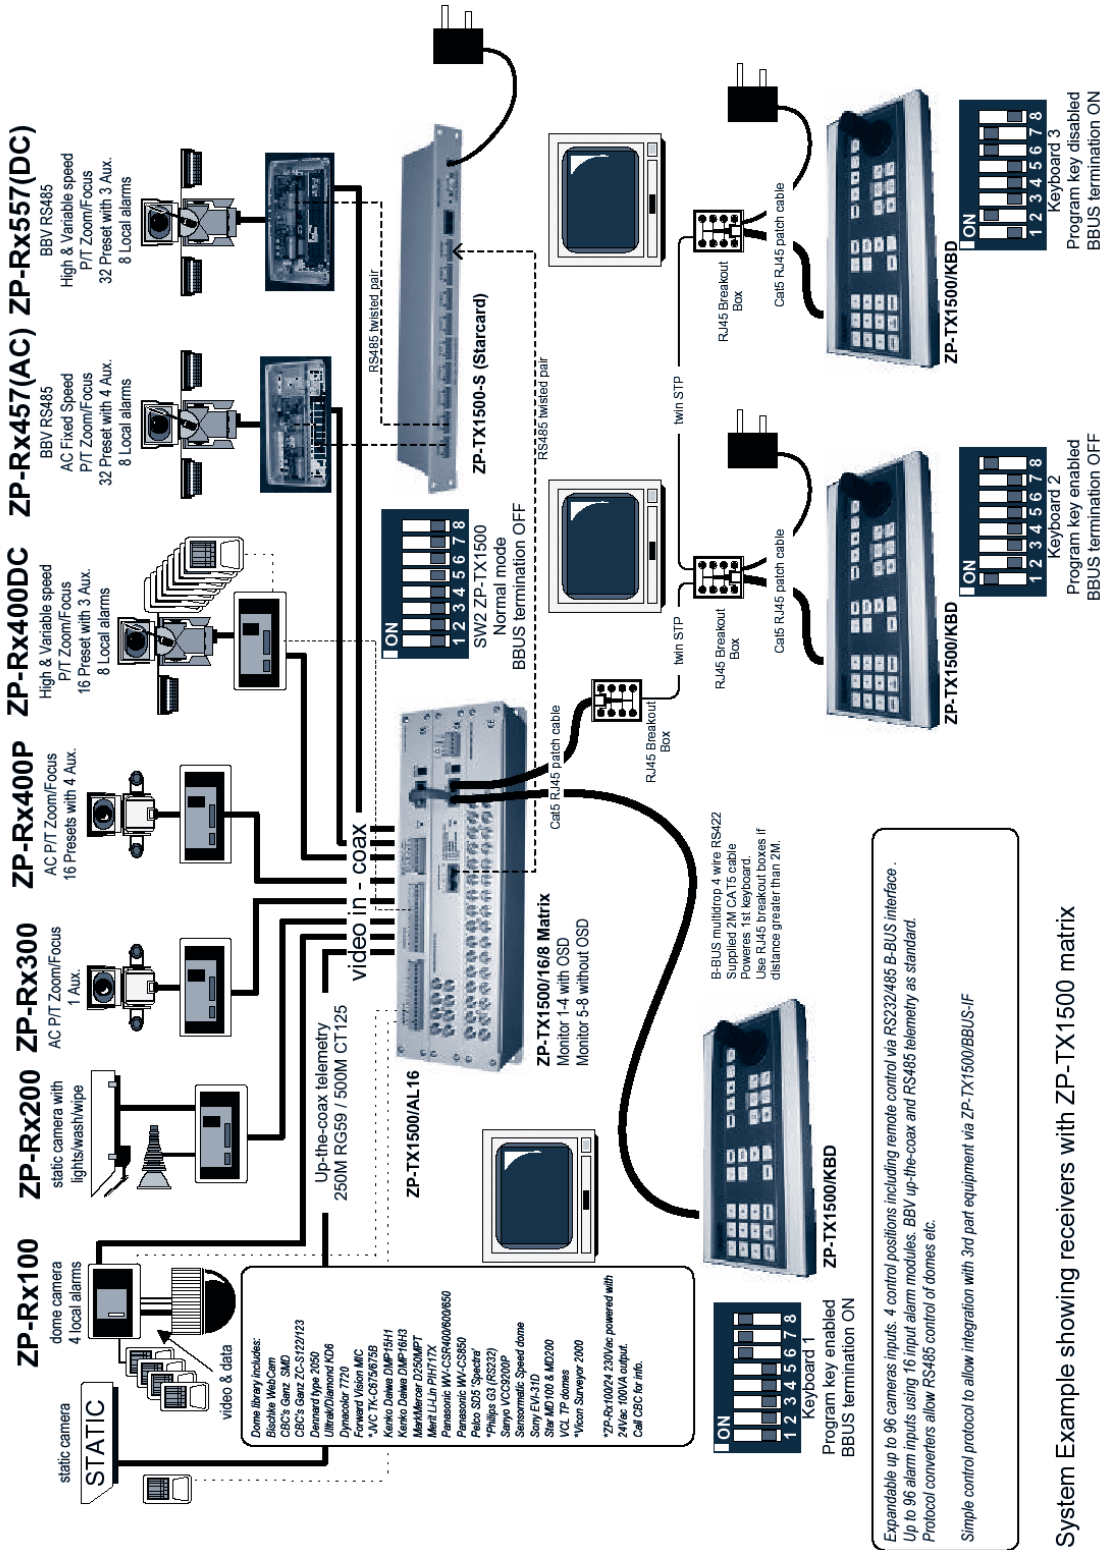 ZP-Rx100
dome camera
4 local alarms
static camera
STATIC
video & data
ZP-Rx200
static camera with
lights/wash/wipe
ZP-Rx300
AC P/T Zoom/Focus
1 Aux.
ZP-Rx400P
AC P/T Zoom/Focus
16 Presets with 4 Aux.
ZP-Rx400DC
High & Variable speed
P/T Zoom/Focus
16 Preset with 3 Aux.
8 Local alarms
ZP-Rx457(AC)
BBV RS485
AC Fixed Speed
P/T Zoom/Focus
32 Preset with 4 Aux.
8 Local alarms
ZP-Rx557(DC)
BBV RS485
High & Variable speed
P/T Zoom/Focus
32 Preset with 3 Aux.
8 Local alarms
Up-the-coax telemetry
250M RG59 / 500M CT125
video in - coax
RS485 twisted pair
ZP-TX1500-S (Starcard)
RS485 twisted pair
ON
1 2 3 4 5 6 7 8
SW2 ZP-TX1500
Normal mode
BBUS termination OFF
Dome library includes:
Bischke WebCam
CBC's Ganz SMD
CBC's Ganz ZC-S122/123
Dennard type 2050
Ultrak/Diamond KD6
Dynacolor 7720
Forward Vision MIC
*JVC TK-C675/675B
Kenko Daiwa DMP15H1
Kenko Daiwa DMP16H3
MarkMercer D250MPT
Merit Li-Lin PIH717X
Panasonic WV-CSR400/600/650
Panasonic WV-CS850
Pelco SD5 'Spectra'
*Philips G3 (RS232)
Sanyo VCC9200P
Sensormatic Speed dome
Sony EVI-31D
Star MD100 & MD200
VCL TP domes
*Vicon Surveyor 2000
*ZP-Rx100/24 230Vac powered with
24Vac 100VA output.
Call CBC for info.
ZP-TX1500/AL16
ZP-TX1500/16/8 Matrix
Monitor 1-4 with OSD
Monitor 5-8 without OSD
Cat5 RJ45 patch cable
RJ45 Breakout
Box
twin STP
RJ45 Breakout
Box
Cat5 RJ45 patch cable
twin STP
RJ45 Breakout
Box
Cat5 RJ45 patch cable
B-BUS multidrop 4 wire RS422
Supplied 2M CAT5 cable
Poweres 1st keyboard.
Use RJ45 breakout boxes if
distance greater than 2M.
ZP-TX1500/KBD
ON
1 2 3 4 5 6 7 8
Keyboard 1
Program key enabled
BBUS termination ON
ZP-TX1500/KBD
ON
1 2 3 4 5 6 7 8
Keyboard 2
Program key enabled
BBUS termination OFF
ZP-TX1500/KBD
ON
1 2 3 4 5 6 7 8
Keyboard 3
Program key disabled
BBUS termination ON
Expandable up to 96 cameras inputs. 4 control positions including remote control via RS232/485 B-BUS interface .
Up to 96 alarm inputs using 16 input alarm modules. BBV up-the-coax and RS485 telemetry as standard.
Protocol converters allow RS485 control of domes etc.
Simple control protocol to allow integration with 3rd part equipment via ZP-TX1500/BBUS-IF
System Example showing receivers with ZP-TX1500 matrix